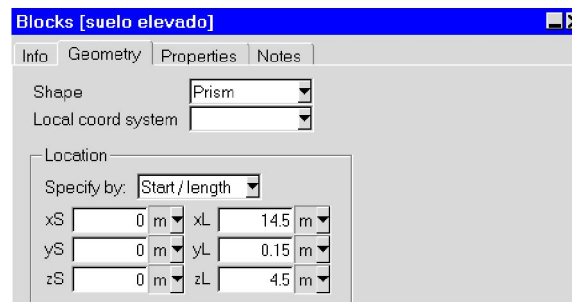 Blocks [suelo elevado]
Info Geometry Properties Notes
Shape Prism
Local coord system
Location
Specify by: Start / length
xS 0 m xL 14.5 m
yS 0 m yL 0.15 m
zS 0 m zL 4.5 m